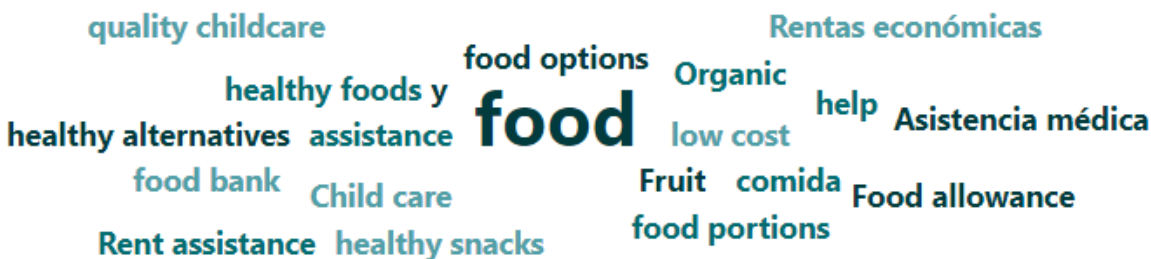 quality childcare
Rentas económicas
food options
Organic
healthy foods y
help
food
Asistencia médica
healthy alternatives
assistance
low cost
food bank
Child care
Fruit
comida
Food allowance
food portions
Rent assistance
healthy snacks